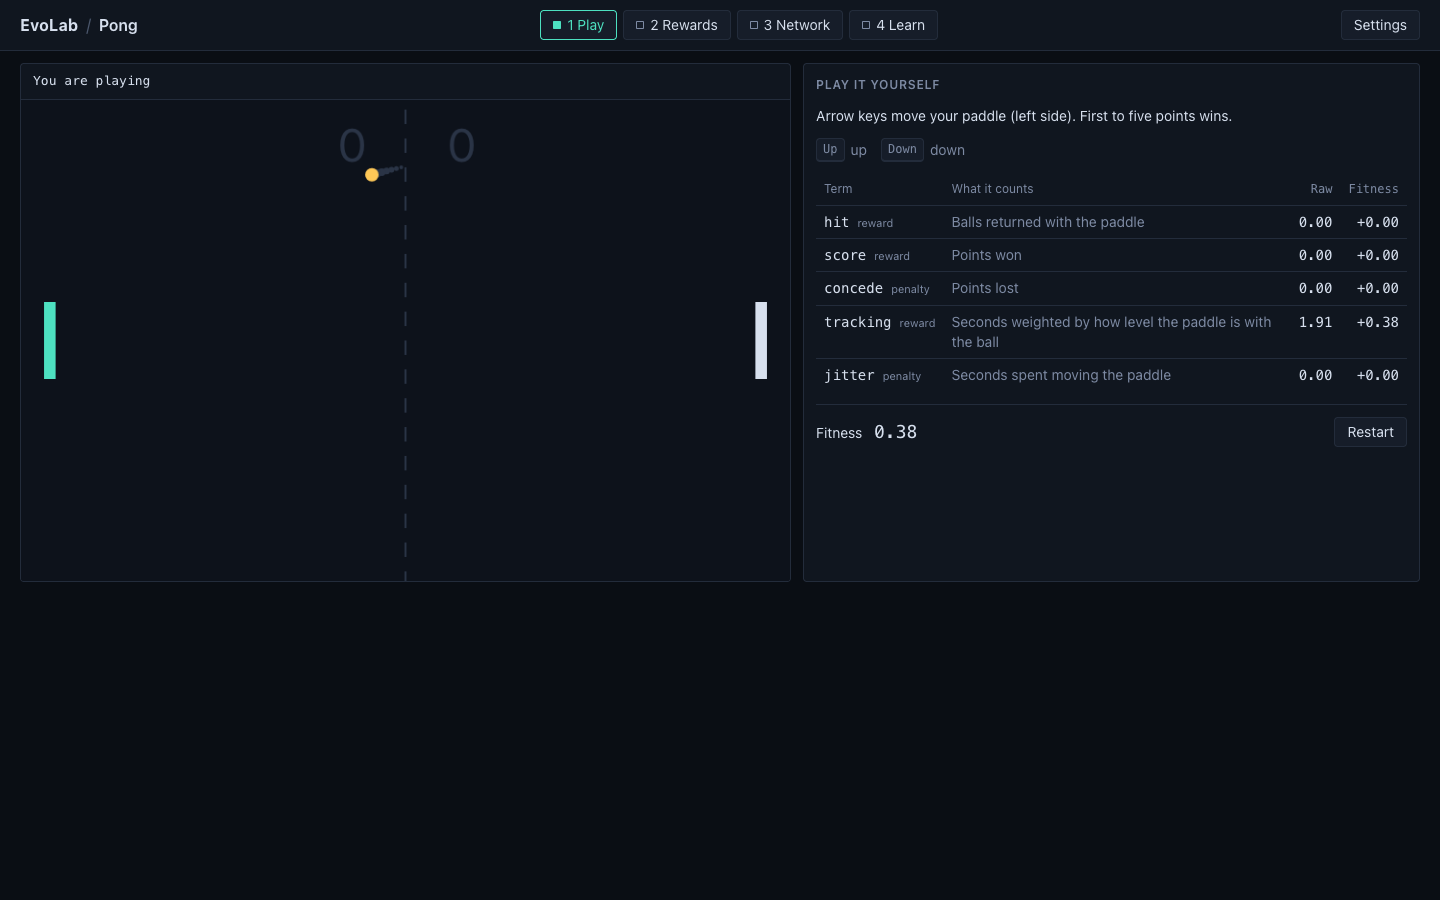 EvoLab / Pong
1 Play
2 Rewards
3 Network
4 Learn
Settings
You are playing
0 0
PLAY IT YOURSELF
Arrow keys move your paddle (left side). First to five points wins.
Up up Down down
Term What it counts Raw Fitness
hit reward Balls returned with the paddle 0.00 +0.00
score reward Points won 0.00 +0.00
concede penalty Points lost 0.00 +0.00
tracking reward Seconds weighted by how level the paddle is with 1.91 +0.38
the ball
jitter penalty Seconds spent moving the paddle 0.00 +0.00
Fitness 0.38 Restart